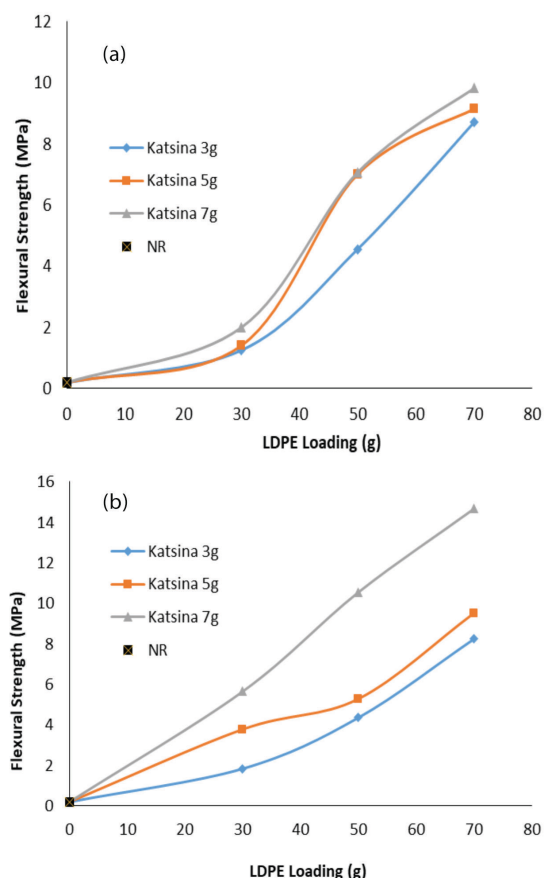 (a)
Flexural Strength (MPa)
12
10
8
6
4
2
0
Katsina 3g
Katsina 5g
Katsina 7g
NR
0 10 20 30 40 50 60 70 80
LDPE Loading (g)
(b)
Flexural Strength (MPa)
16
14
12
10
8
6
4
2
0
Katsina 3g
Katsina 5g
Katsina 7g
NR
0 10 20 30 40 50 60 70 80
LDPE Loading (g)